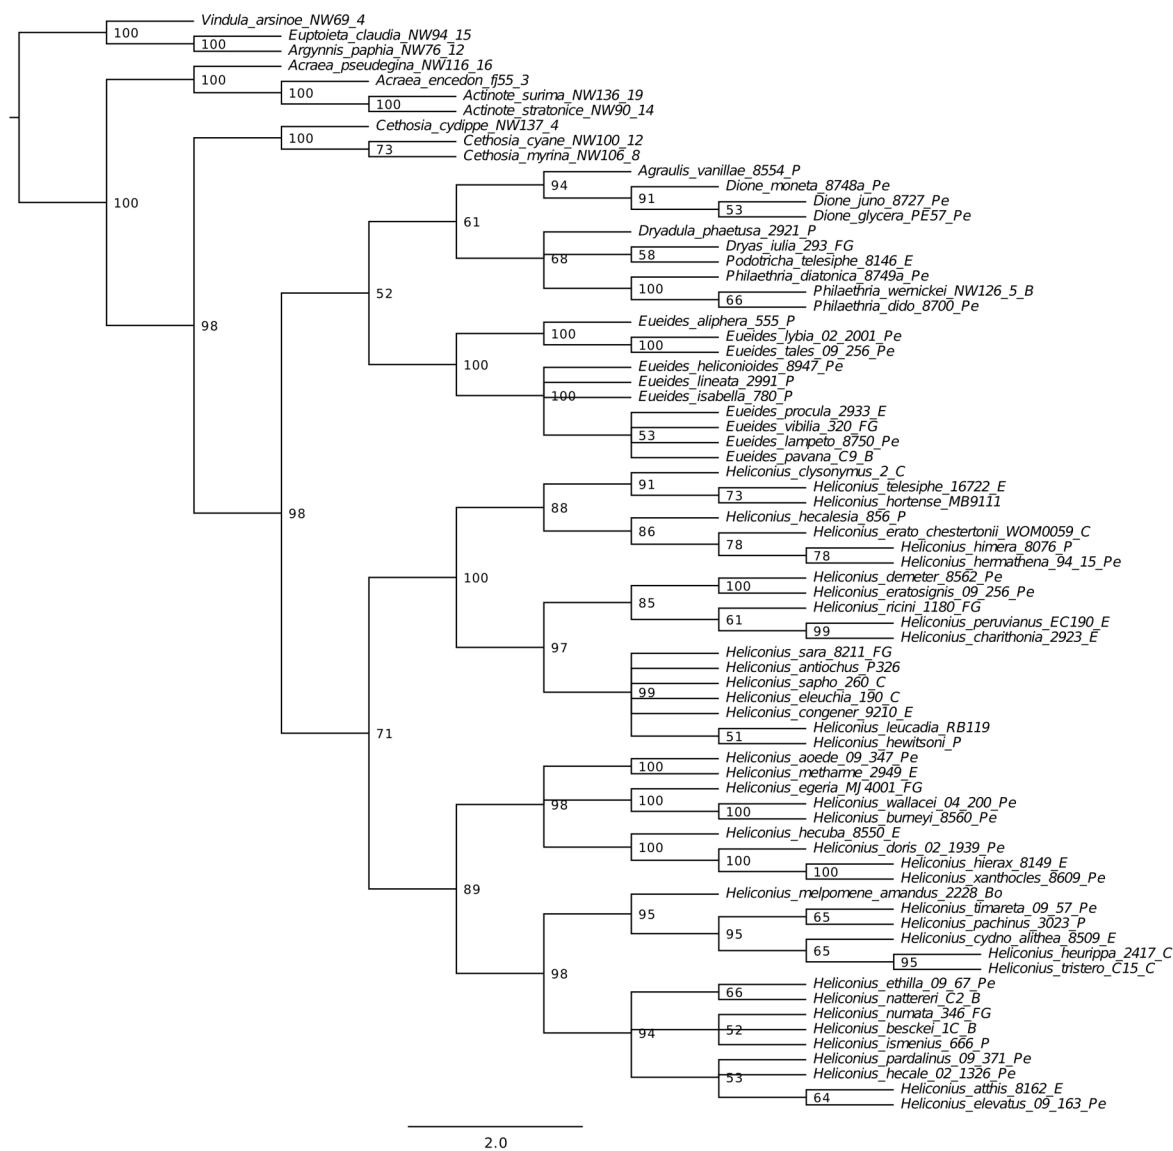 Vindula_arsinoe_NW69_4
100
Euptoieta_claudia_NW94_15
100
Argynnis_paphia_NW76_12
Acraea_pseudegina_NW116_16
100
Acraea_encedon_fj55_3
100
Actinote_surima_NW136_19
100
Actinote_stratonice_NW90_14
Cethosia_cydippe_NW137_4
100
Cethosia_cyane_NW100_12
73
Cethosia_myrina_NW106_8
Agraulis_vanillae_8554_P
94
Dione_moneta_8748a_Pe
91
Dione_juno_8727_Pe
100
53
Dione_glycera_PE57_Pe
61
Dryadula_phaetusa_2921_P
Dryas_iulia_293_FG
68
58
Podotricha_telesiphe_8146_E
Philaethria_diatonica_8749a_Pe
100
Philaethria_wernickei_NW126_5_B
52
66
Philaethria_dido_8700_Pe
Eueides_aliphera_555_P
98
100
Eueides_lybia_02_2001_Pe
100
Eueides_tales_09_256_Pe
100
Eueides_heliconioides_8947_Pe
Eueides_lineata_2991_P
100
Eueides_isabella_780_P
Eueides_procula_2933_E
Eueides_vibilia_320_FG
53
Eueides_lampeto_8750_Pe
Eueides_pavana_C9_B
Heliconius_clysonymus_2_C
91
Heliconius_telesiphe_16722_E
73
Heliconius_hortense_MB9111
88
98
Heliconius_hecalesia_856_P
86
Heliconius_erato_chestertonii_WOM0059_C
78
Heliconius_himera_8076_P
78
Heliconius_hermathena_94_15_Pe
100
Heliconius_demeter_8562_Pe
100
Heliconius_eratosignis_09_256_Pe
85
Heliconius_ricini_1180_FG
61
Heliconius_peruvianus_EC190_E
99
Heliconius_charithonia_2923_E
97
Heliconius_sara_8211_FG
Heliconius_antiochus_P326
Heliconius_sapho_260_C
99
Heliconius_eleuchia_190_C
Heliconius_congener_9210_E
Heliconius_leucadia_RB119
71
51
Heliconius_hewitsoni_P
Heliconius_aoede_09_347_Pe
100
Heliconius_metharme_2949_E
Heliconius_egeria_MJ4001_FG
98
100
Heliconius_wallacei_04_200_Pe
100
Heliconius_burneyi_8560_Pe
Heliconius_hecuba_8550_E
100
Heliconius_doris_02_1939_Pe
100
Heliconius_hierax_8149_E
100
Heliconius_xanthocles_8609_Pe
89
Heliconius_melpomene_amandus_2228_Bo
95
Heliconius_timareta_09_57_Pe
65
Heliconius_pachinus_3023_P
95
Heliconius_cydno_alithea_8509_E
65
Heliconius_heurippa_2417_C
95
Heliconius_tristero_C15_C
98
Heliconius_ethilla_09_67_Pe
66
Heliconius_nattereri_C2_B
Heliconius_numata_346_FG
94
52
Heliconius_besckei_1C_B
Heliconius_ismenius_666_P
Heliconius_pardalinus_09_371_Pe
53
Heliconius_hecale_02_1326_Pe
Heliconius_atthis_8162_E
64
Heliconius_elevatus_09_163_Pe
2.0